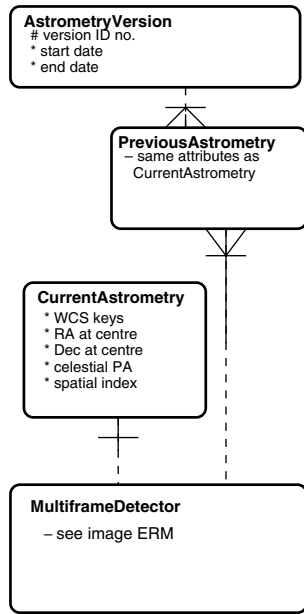 AstrometryVersion
# version ID no.
* start date
* end date
PreviousAstrometry
– same attributes as
CurrentAstrometry
CurrentAstrometry
* WCS keys
* RA at centre
* Dec at centre
* celestial PA
* spatial index
MultiframeDetector
– see image ERM